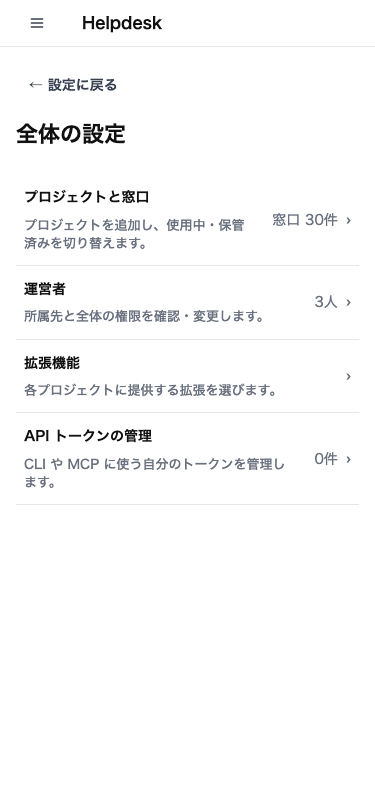 Helpdesk
← 設定に戻る
全体の設定
プロジェクトと窓口
プロジェクトを追加し、使用中・保管
済みを切り替えます。
窓口 30件 ›
運営者
所属先と全体の権限を確認・変更します。
3人 ›
拡張機能
各プロジェクトに提供する拡張を選びます。
›
API トークンの管理
CLI や MCP に使う自分のトークンを管理し
ます。
0件 ›